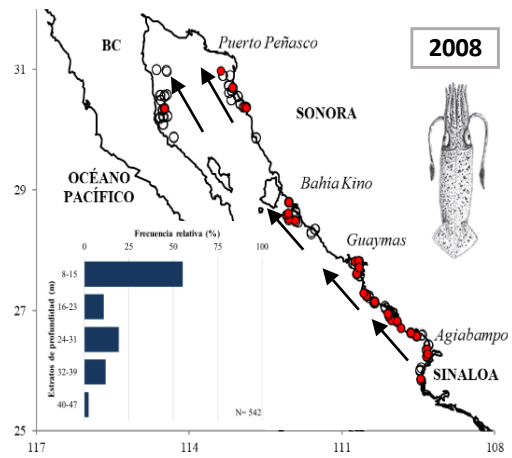 BC
Puerto Peñasco
2008
31
SONORA
OCÉANO
PACÍFICO
Bahía Kino
29
Frecuencia relativa (%)
0
50
100
Guaymas
Estratos de profundidad (m)
8-15
16-23
24-31
32-39
40-47
N= 542
27
Agiabampo
SINALOA
25
117
114
111
108